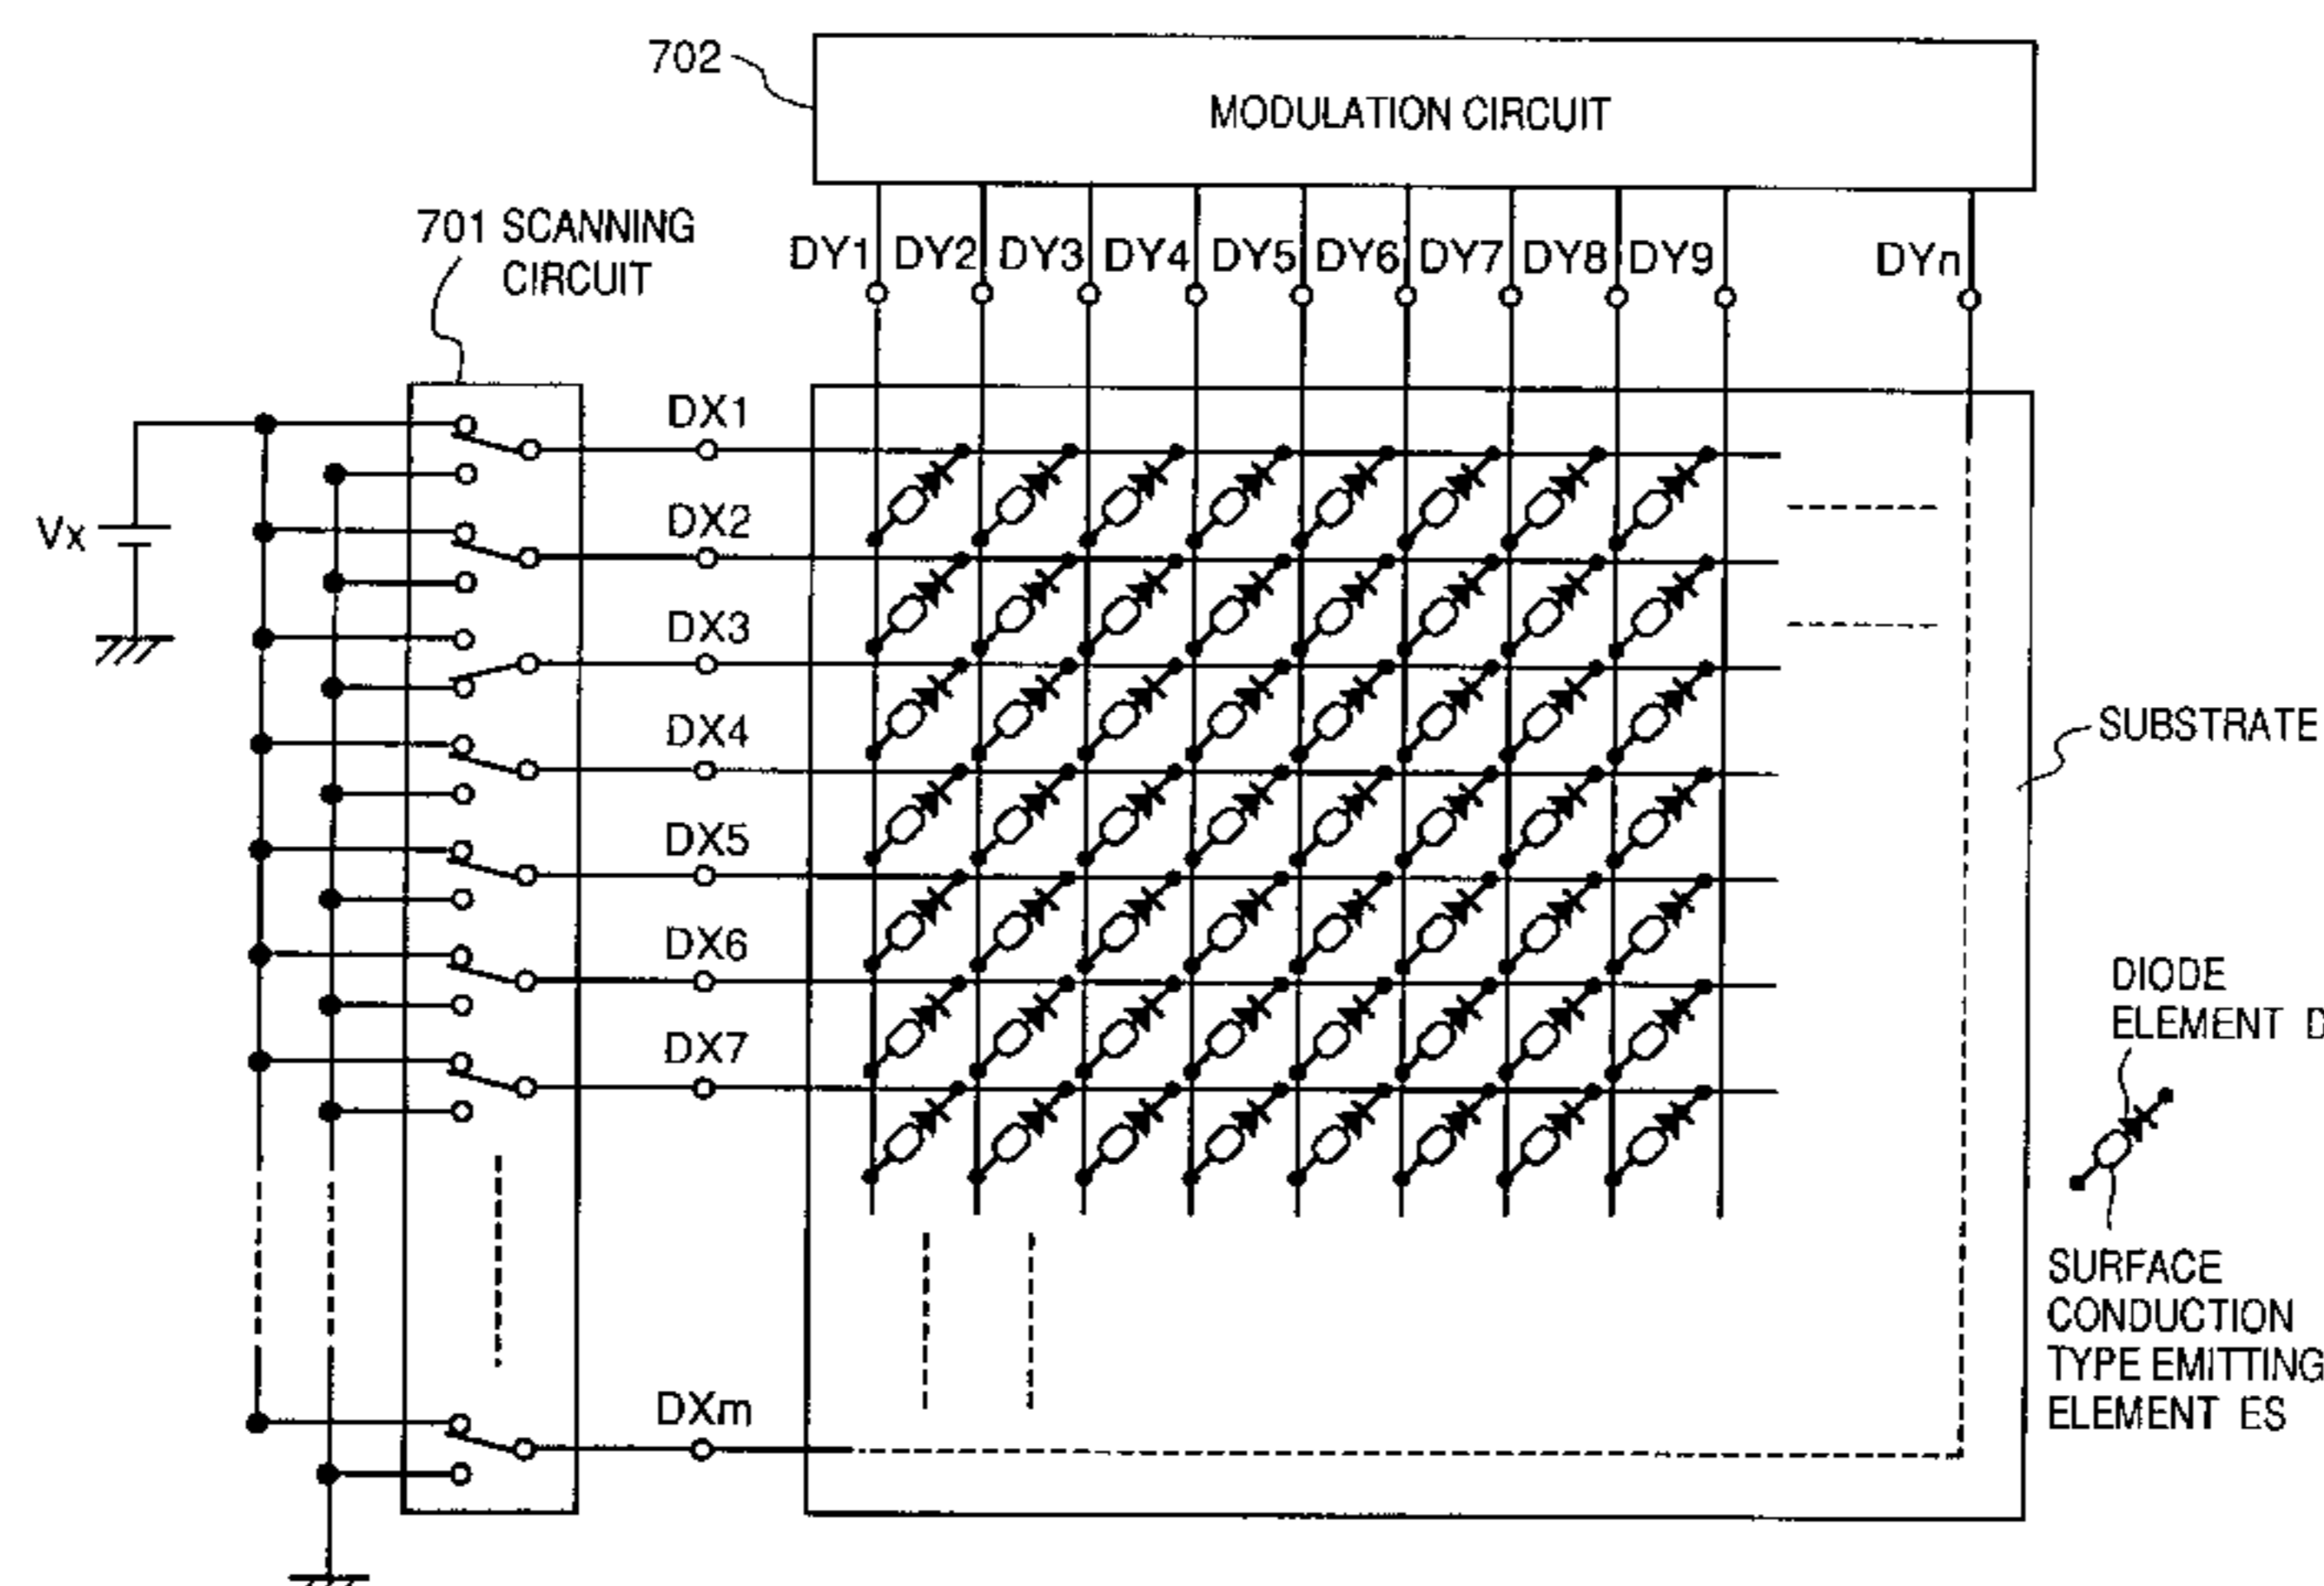 702
MODULATION CIRCUIT
701 SCANNING
CIRCUIT
DY1 DY2 DY3 DY4 DY5 DY6 DY7 DY8 DY9 DYn
DX1
Vx
DX2
DX3
DX4
SUBSTRATE
DX5
DX6
DIODE
ELEMENT D
DX7
SURFACE
CONDUCTION
TYPE EMITTING
ELEMENT ES
DXm